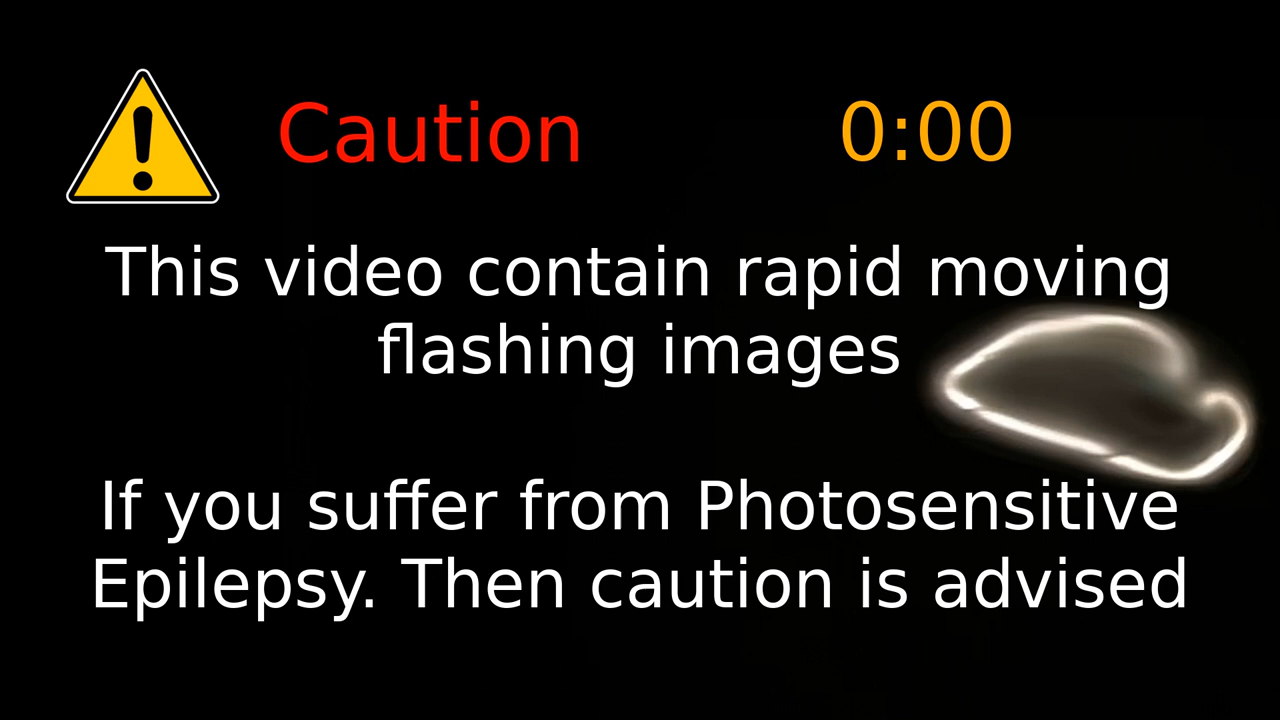 Caution 0:00
This video contain rapid moving
flashing images
If you suffer from Photosensitive
Epilepsy. Then caution is advised